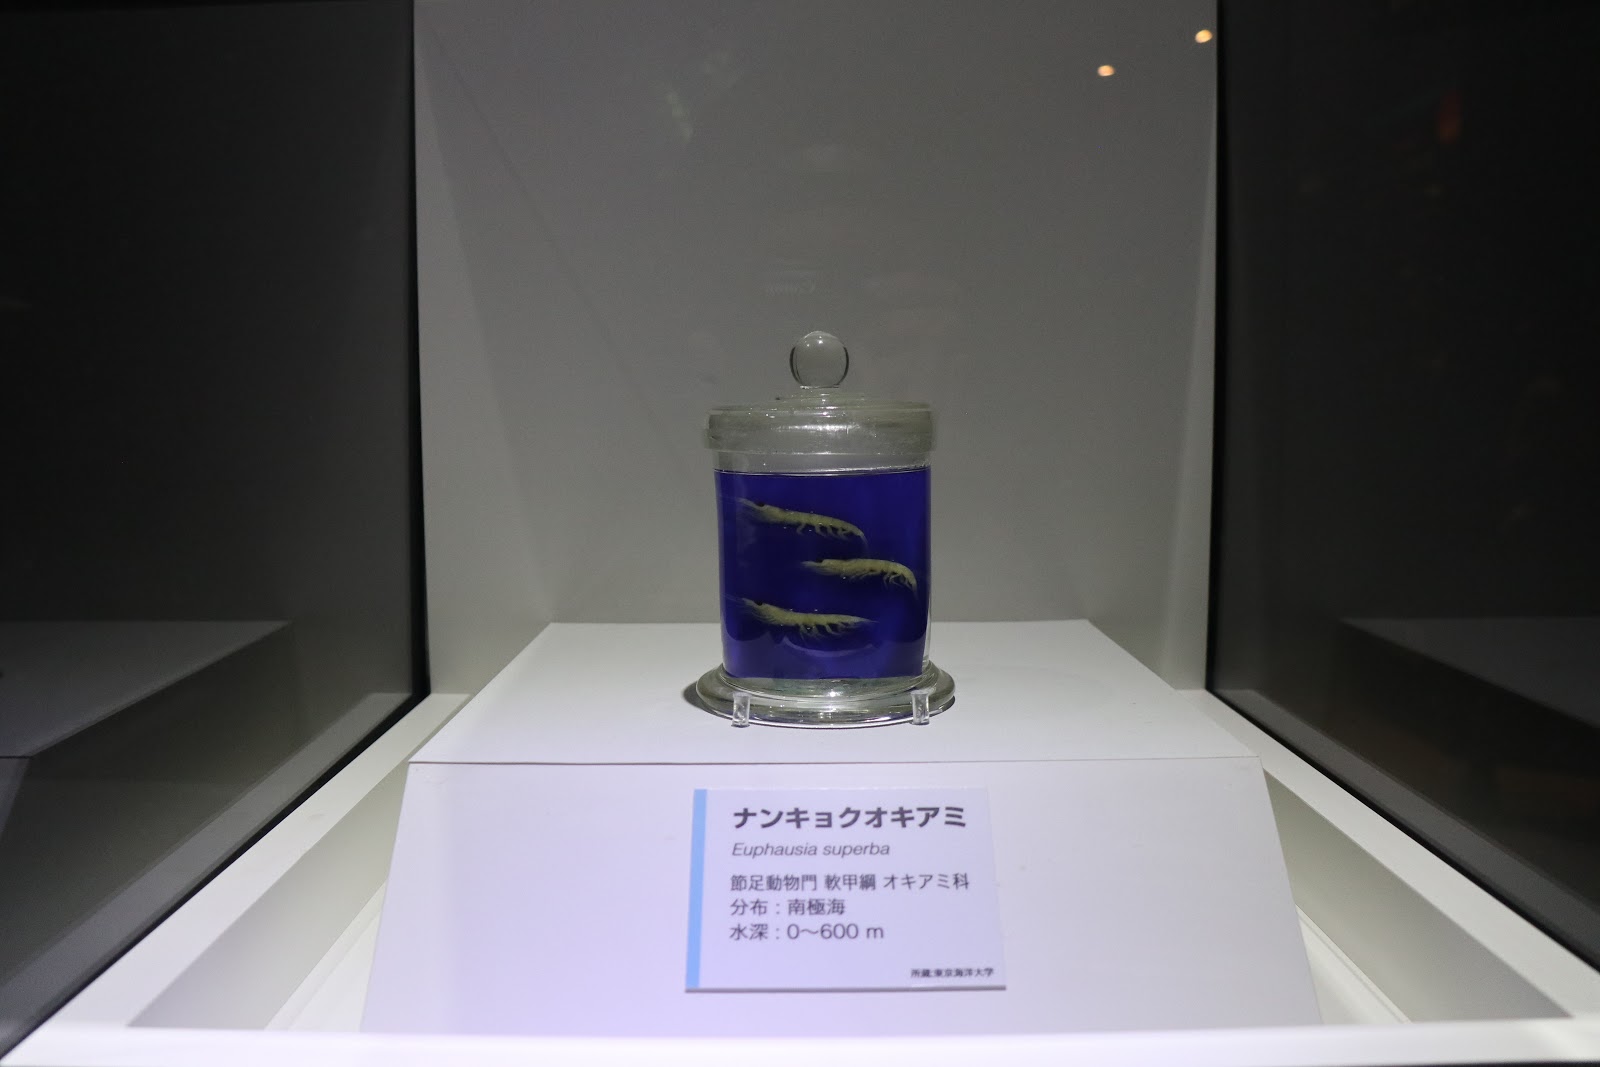 ナンキョクオキアミ
Euphausia superba
節足動物門 軟甲綱 オキアミ科
分布：南極海
水深：0〜600 m
所蔵:東京海洋大学